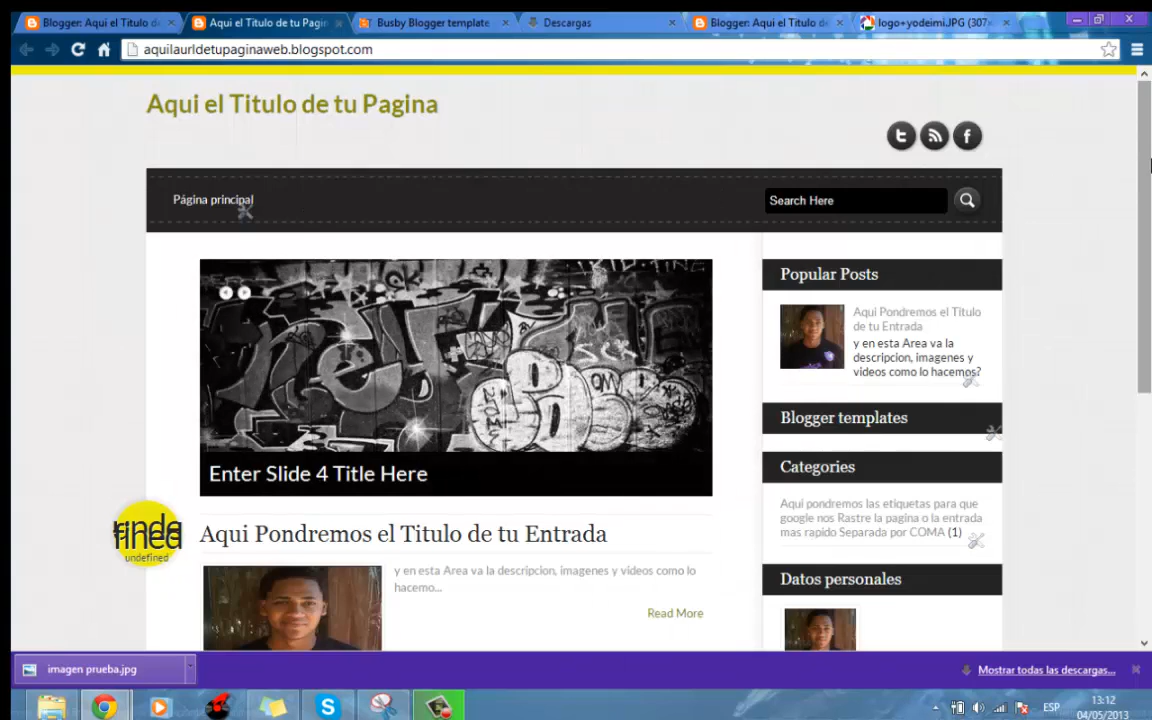 Blogger: Aqui el Titulo d
Aqui el Titulo de tu Pagin
Busby Blogger template
Descargas
Blogger: Aqui el Titulo d
logo+yodeimi.JPG (307×
aquilaurldetupaginaweb.blogspot.com
Aqui el Titulo de tu Pagina
Página principal
Search Here
Enter Slide 4 Title Here
Popular Posts
Aqui Pondremos el Titulo
de tu Entrada
y en esta Area va la
descripcion, imagenes y
videos como lo hacemos?
Blogger templates
Categories
Aqui pondremos las etiquetas para que
google nos Rastre la pagina o la entrada
mas rapido Separada por COMA (1)
Datos personales
undefined
Aqui Pondremos el Titulo de tu Entrada
y en esta Area va la descripcion, imagenes y videos como lo
hacemo...
Read More
imagen prueba.jpg
Mostrar todas las descargas...
ESP
13:12
04/05/2013